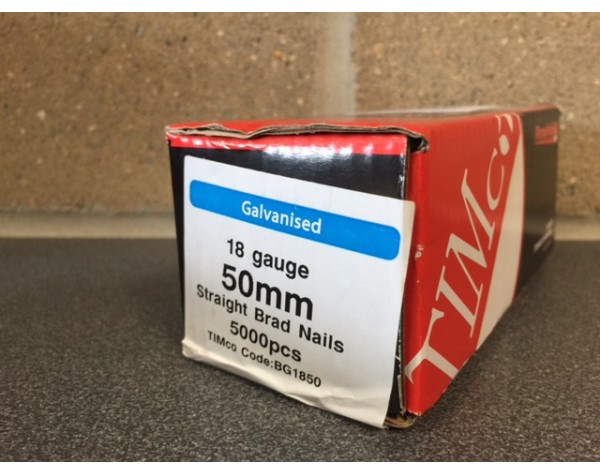 Galvanised
18 gauge
50mm
Straight Brad Nails
5000pcs
TIMco Code:BG1850
TIMco